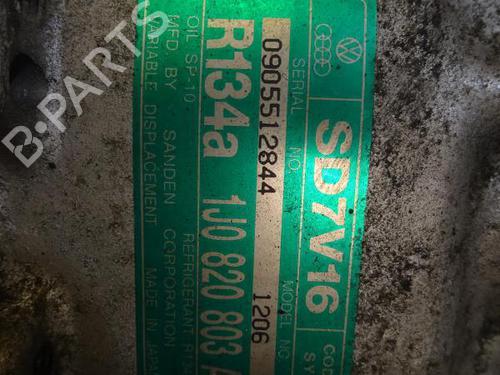 SD7V16
SERIAL NO.
MODEL NO.
0905512844
1206
R134a
1J0 820 803
OIL SP-10
REFRIGERANT
MFD BY SANDEN CORPORATION
VARIABLE DISPLACEMENT
MADE IN JAPA
B-PARTS